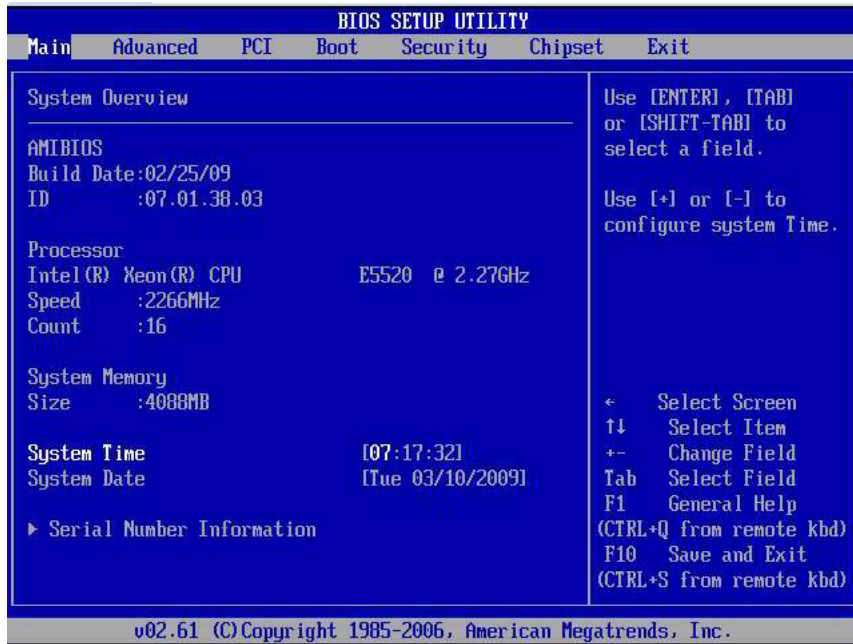 BIOS SETUP UTILITY
Main Advanced PCI Boot Security Chipset Exit
System Overview
AMIBIOS
Build Date:02/25/09
ID :07.01.38.03
Processor
Intel(R) Xeon(R) CPU E5520 @ 2.27GHz
Speed :2266MHz
Count :16
System Memory
Size :4088MB
System Time [07:17:32]
System Date [Tue 03/10/2009]
▶ Serial Number Information
Use [ENTER], [TAB]
or [SHIFT-TAB] to
select a field.
Use [+] or [-] to
configure system Time.
← Select Screen
↑↓ Select Item
+- Change Field
Tab Select Field
F1 General Help
(CTRL+Q from remote kbd)
F10 Save and Exit
(CTRL+S from remote kbd)
v02.61 (C)Copyright 1985-2006, American Megatrends, Inc.